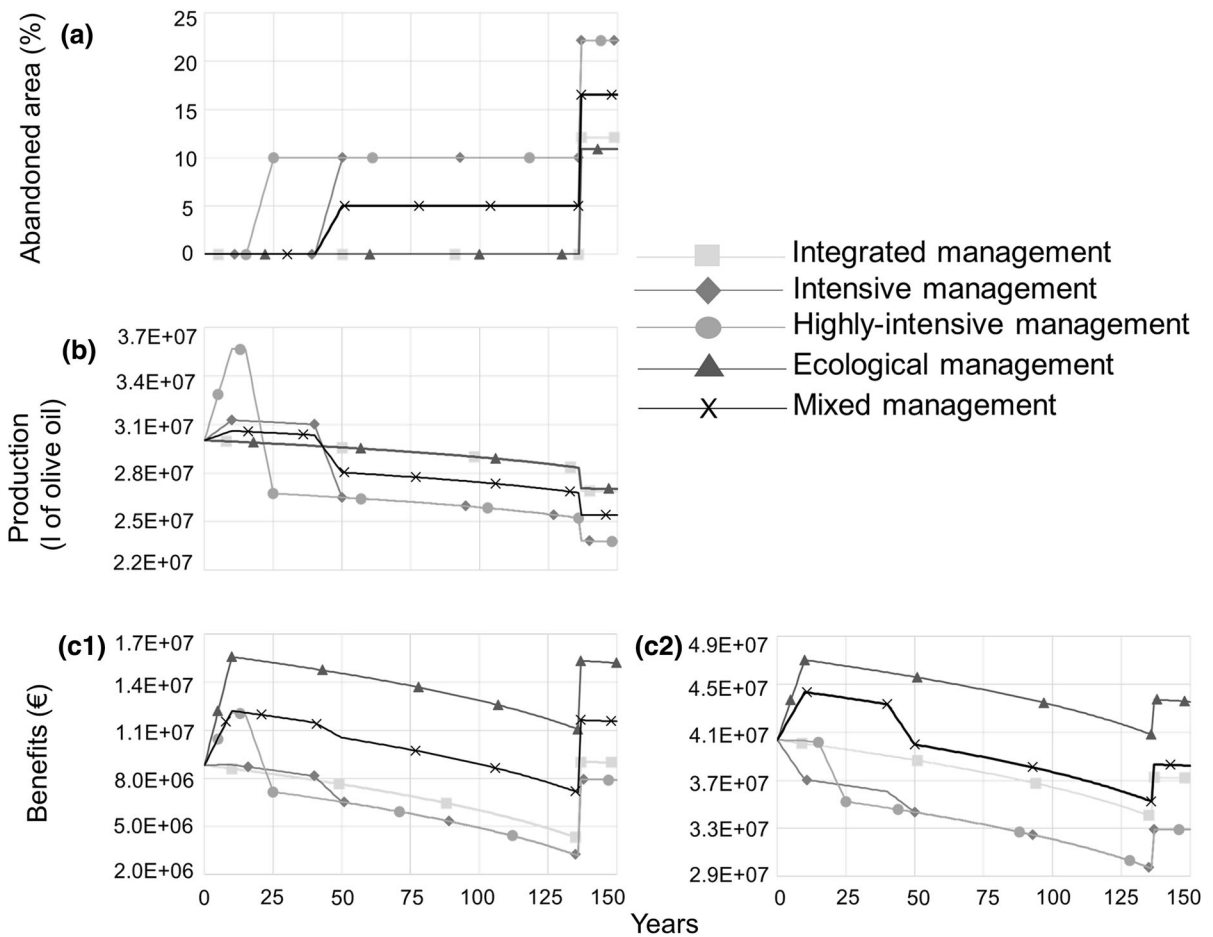 (a)
Abandoned area (%)
25
20
15
10
5
0
Integrated management
Intensive management
Highly-intensive management
Ecological management
Mixed management
(b)
Production
(l of olive oil)
3.7E+07
3.4E+07
3.1E+07
2.8E+07
2.5E+07
2.2E+07
(c1)
Benefits (€)
1.7E+07
1.4E+07
1.1E+07
8.0E+06
5.0E+06
2.0E+06
0 25 50 75 100 125 150
(c2)
4.9E+07
4.5E+07
4.1E+07
3.7E+07
3.3E+07
2.9E+07
0 25 50 75 100 125 150
Years